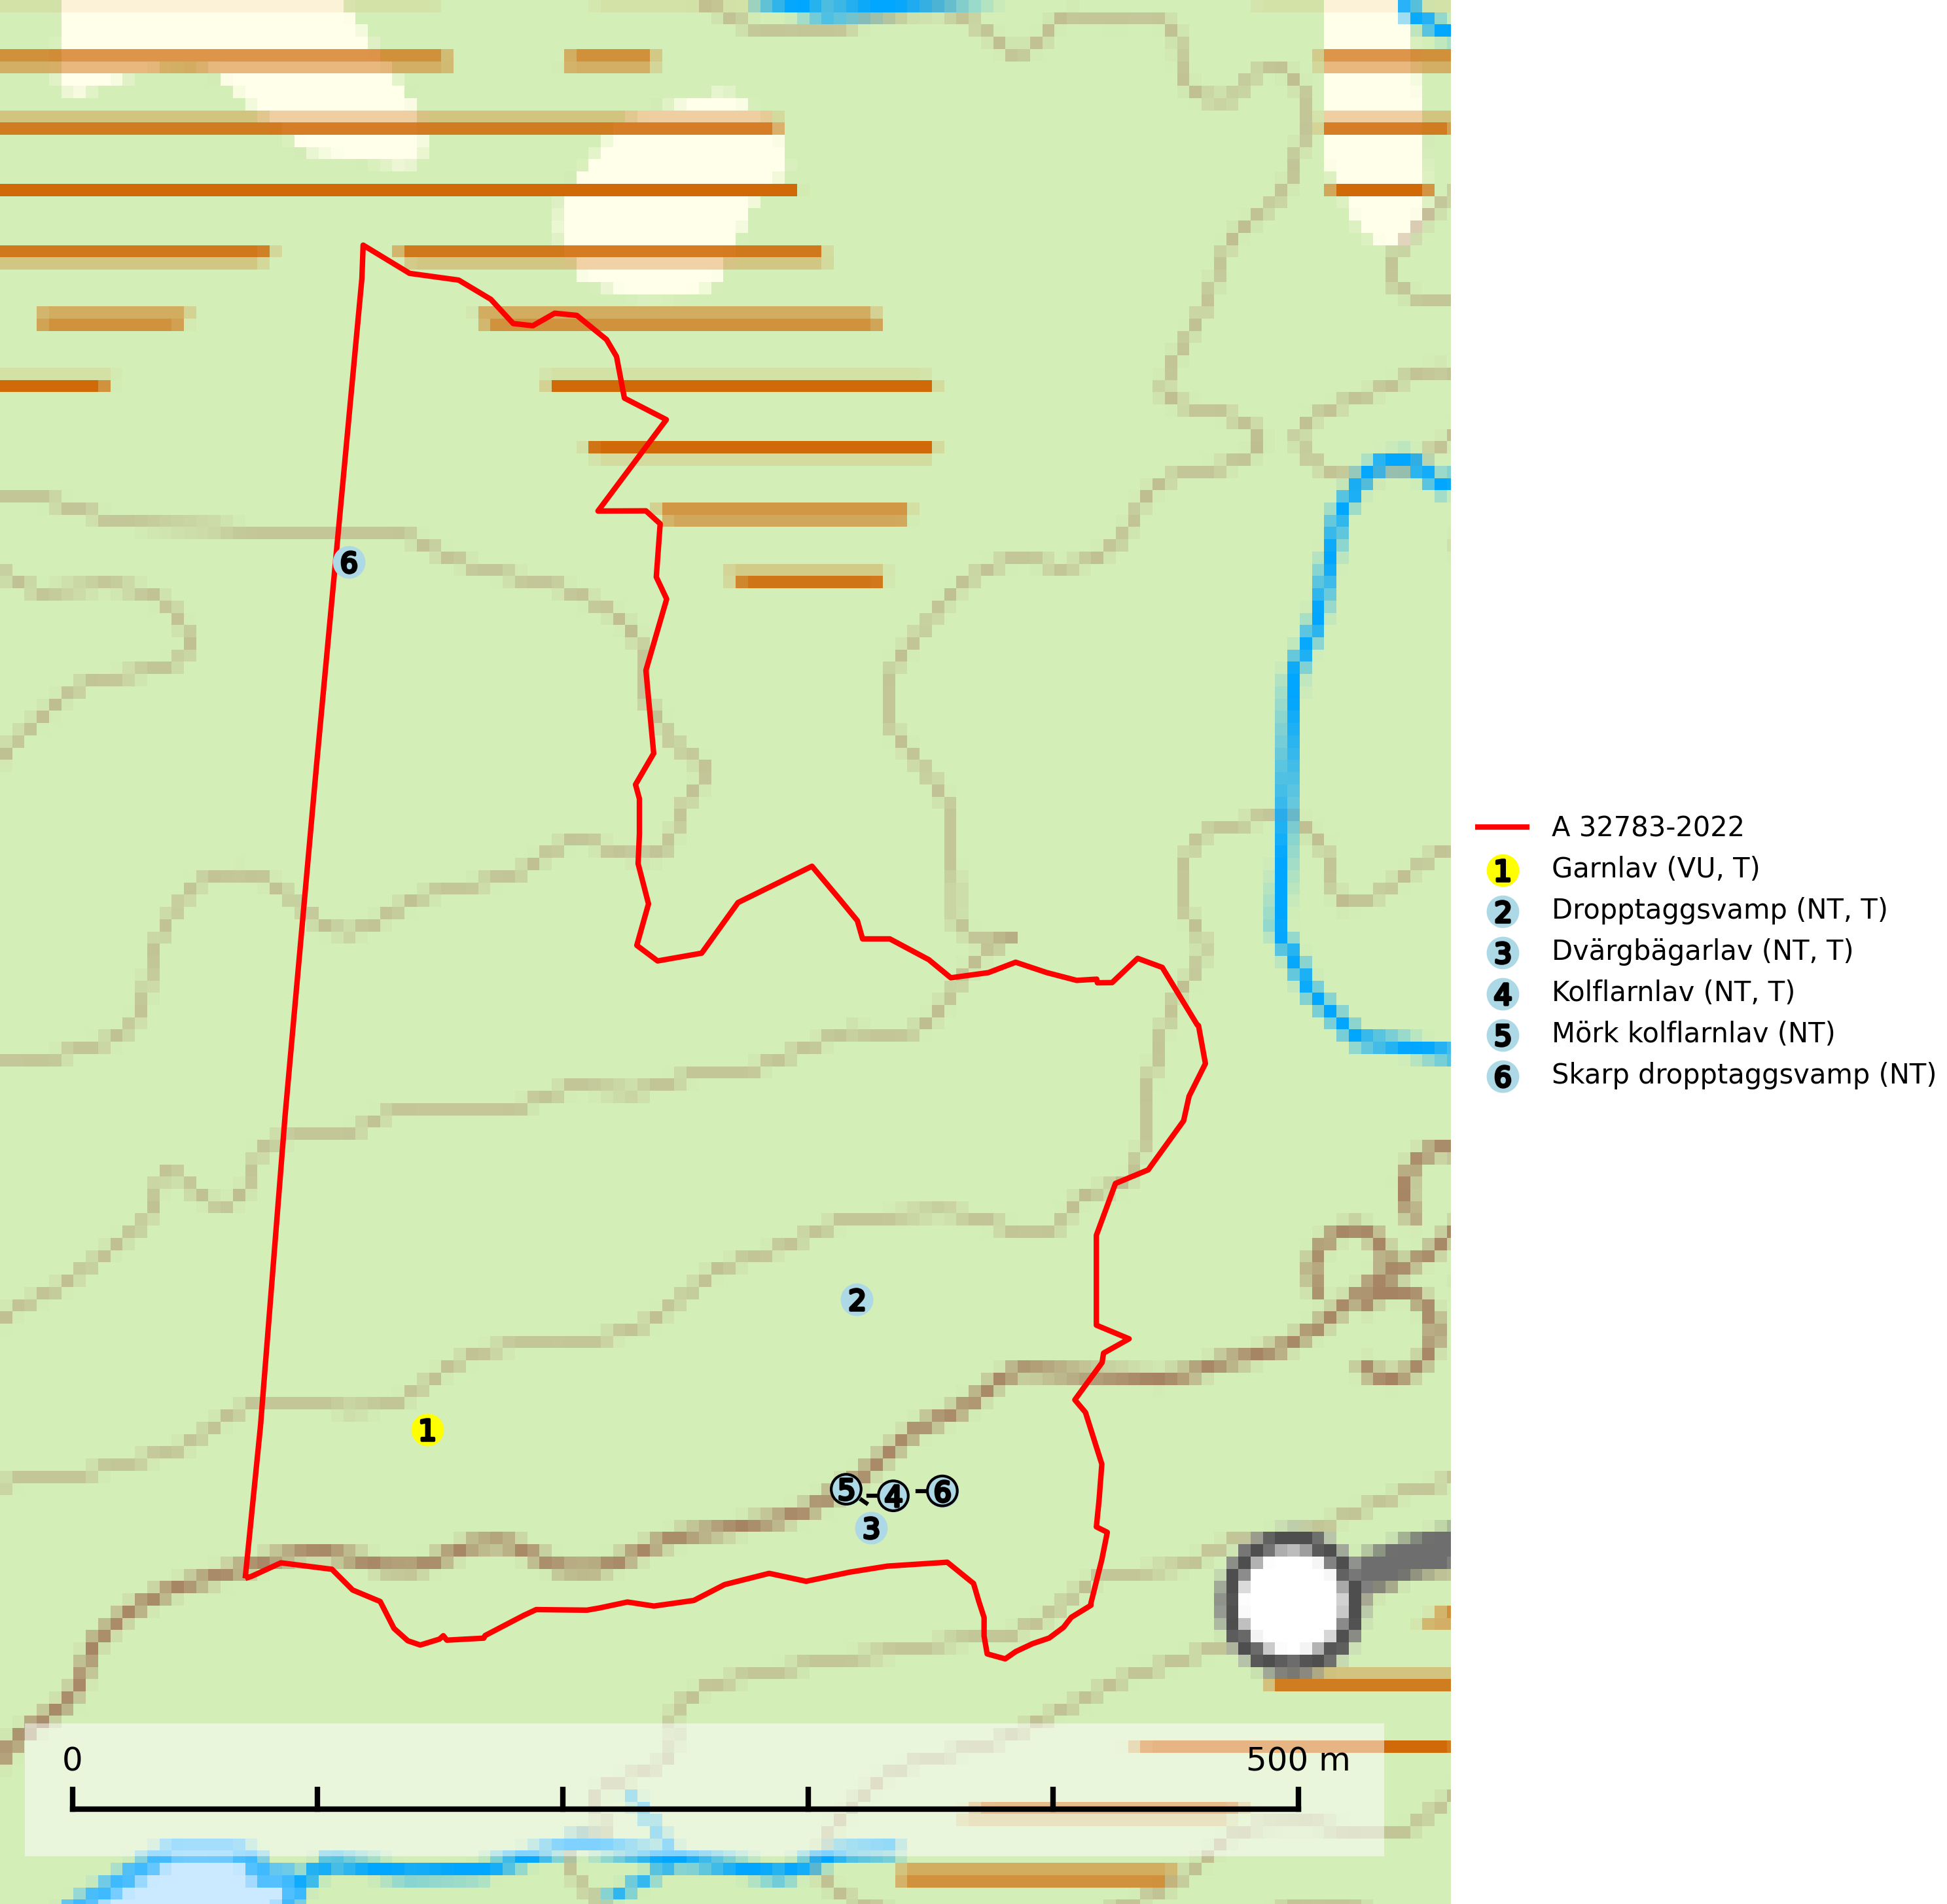 6
2
1
5
4
6
3
0
500 m
A 32783-2022
1 Garnlav (VU, T)
2 Dropptaggsvamp (NT, T)
3 Dvärgbägarlav (NT, T)
4 Kolflarnlav (NT, T)
5 Mörk kolflarnlav (NT)
6 Skarp dropptaggsvamp (NT)